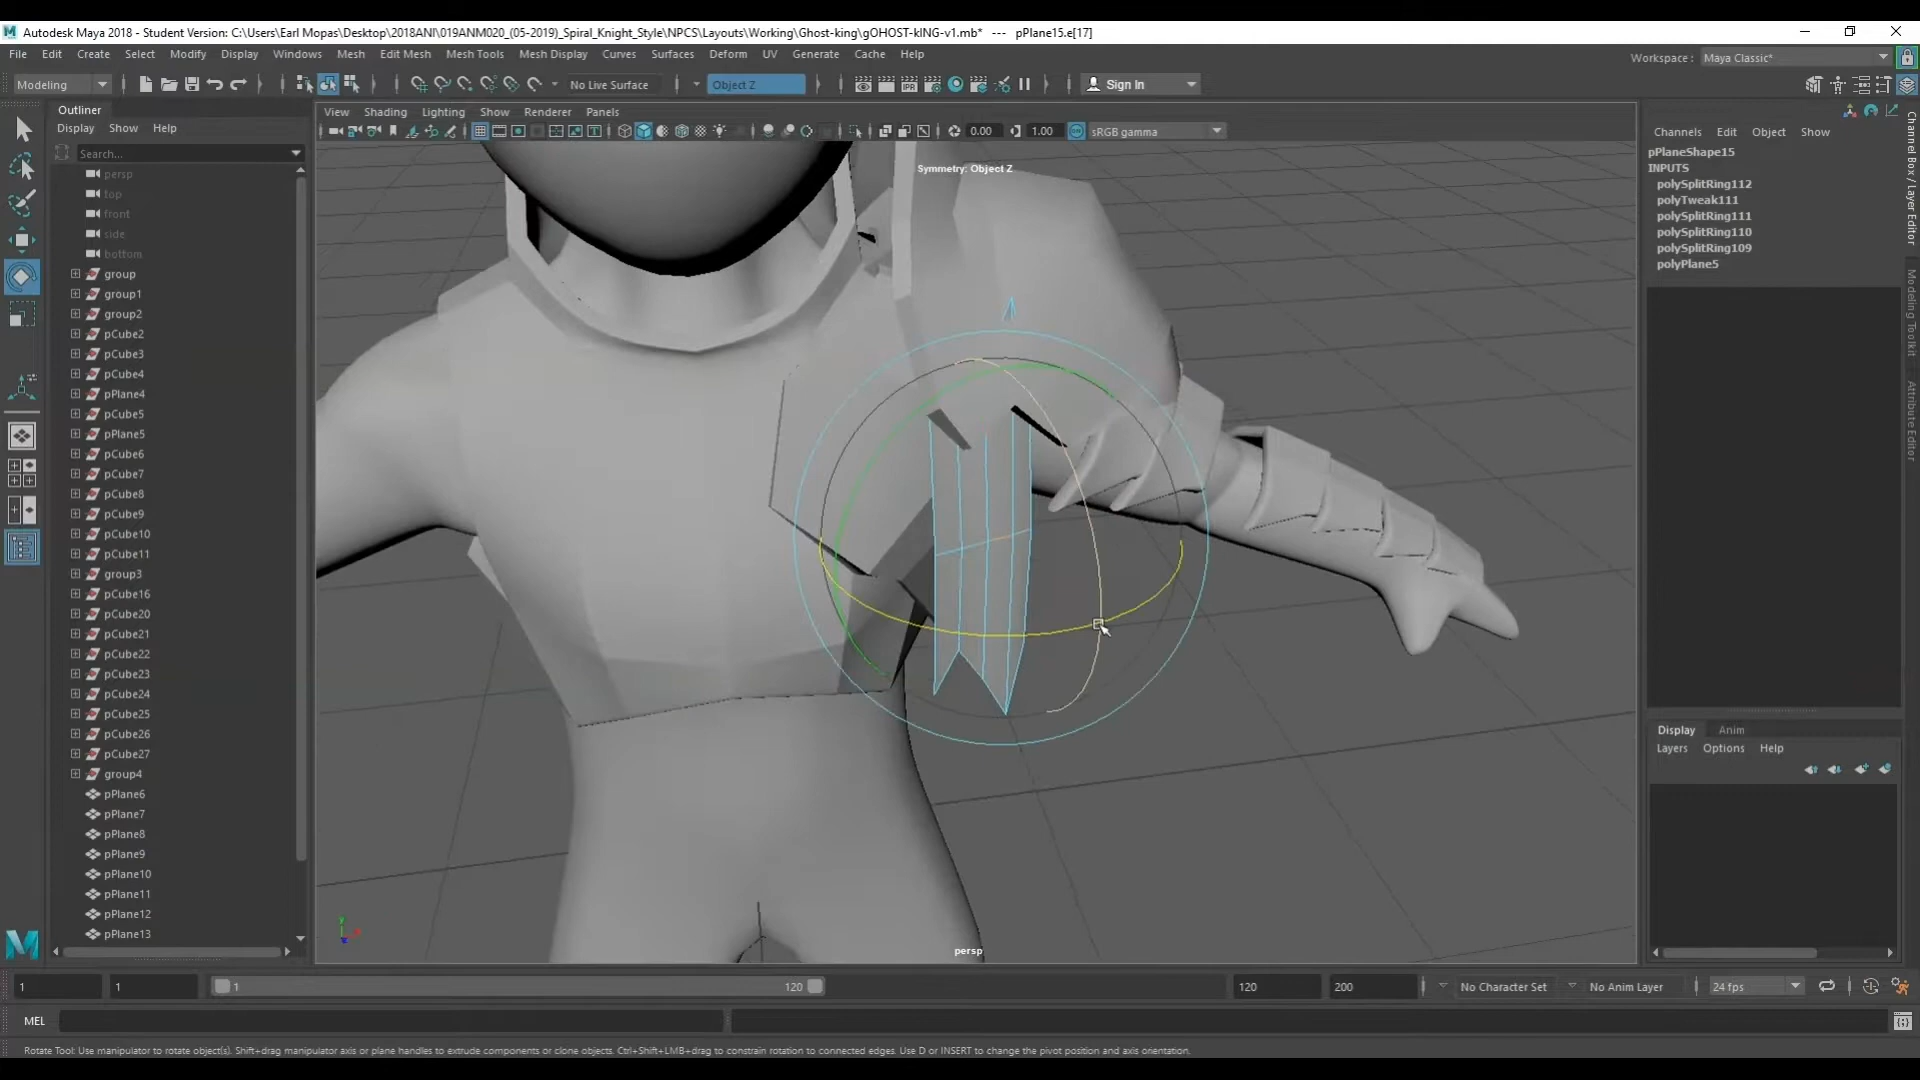 Autodesk Maya 2018 - Student Version: C:\Users\Earl Mopas\Desktop\2018ANI\019ANM020_(05-2019)_Spiral_Knight_Style\NPCS\Layouts\Working\Ghost-king\gOHOST-kING-v1.mb* --- pPlane15.e[17]
File Edit Create Select Modify Display Windows Mesh Edit Mesh Mesh Tools Mesh Display Curves Surfaces Deform UV Generate Cache Help
Workspace : Maya Classic*
Modeling
No Live Surface
Object Z
Sign In
Outliner
Display Show Help
Search...
persp
top
front
side
bottom
group
group1
group2
pCube2
pCube3
pCube4
pPlane4
pCube5
pPlane5
pCube6
pCube7
pCube8
pCube9
pCube10
pCube11
group3
pCube16
pCube20
pCube21
pCube22
pCube23
pCube24
pCube25
pCube26
pCube27
group4
pPlane6
pPlane7
pPlane8
pPlane9
pPlane10
pPlane11
pPlane12
pPlane13
View Shading Lighting Show Renderer Panels
0.00 1.00 sRGB gamma
Symmetry: Object Z
persp
Channels Edit Object Show
pPlaneShape15
INPUTS
polySplitRing112
polyTweak111
polySplitRing111
polySplitRing110
polySplitRing109
polyPlane5
Channel Box / Layer Editor
Modeling Toolkit
Attribute Editor
Display Anim
Layers Options Help
1 1 1 120 120 200 No Character Set No Anim Layer 24 fps
MEL
Rotate Tool: Use manipulator to rotate object(s). Shift+drag manipulator axis or plane handles to extrude components or clone objects. Ctrl+Shift+LMB+drag to constrain rotation to connected edges. Use D or INSERT to change the pivot position and axis orientation.